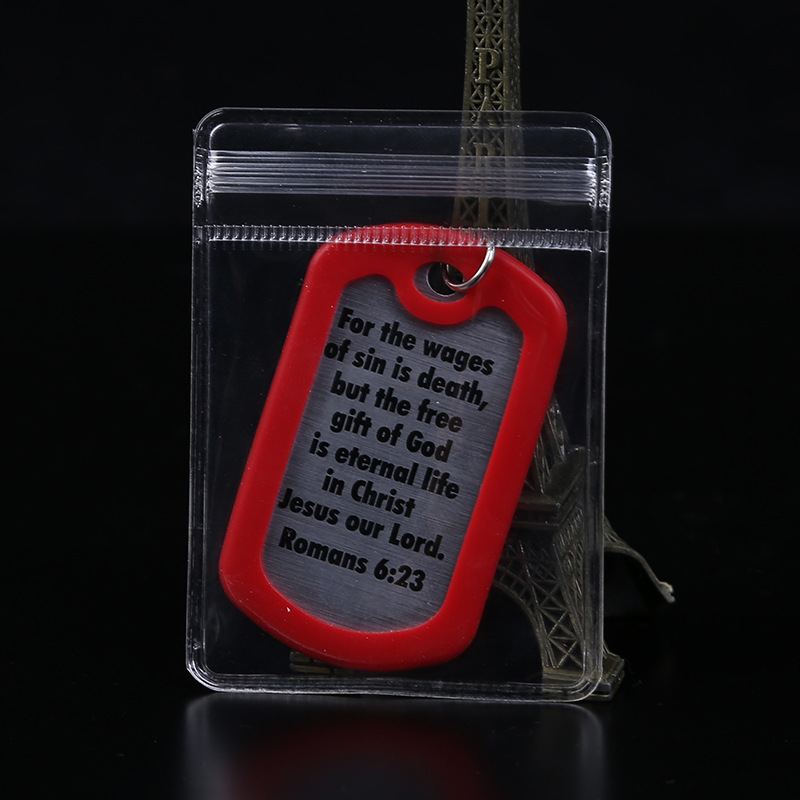 P
A
For the wages
of sin is death,
but the free
gift of God
is eternal life
in Christ
Jesus our Lord.
Romans 6:23